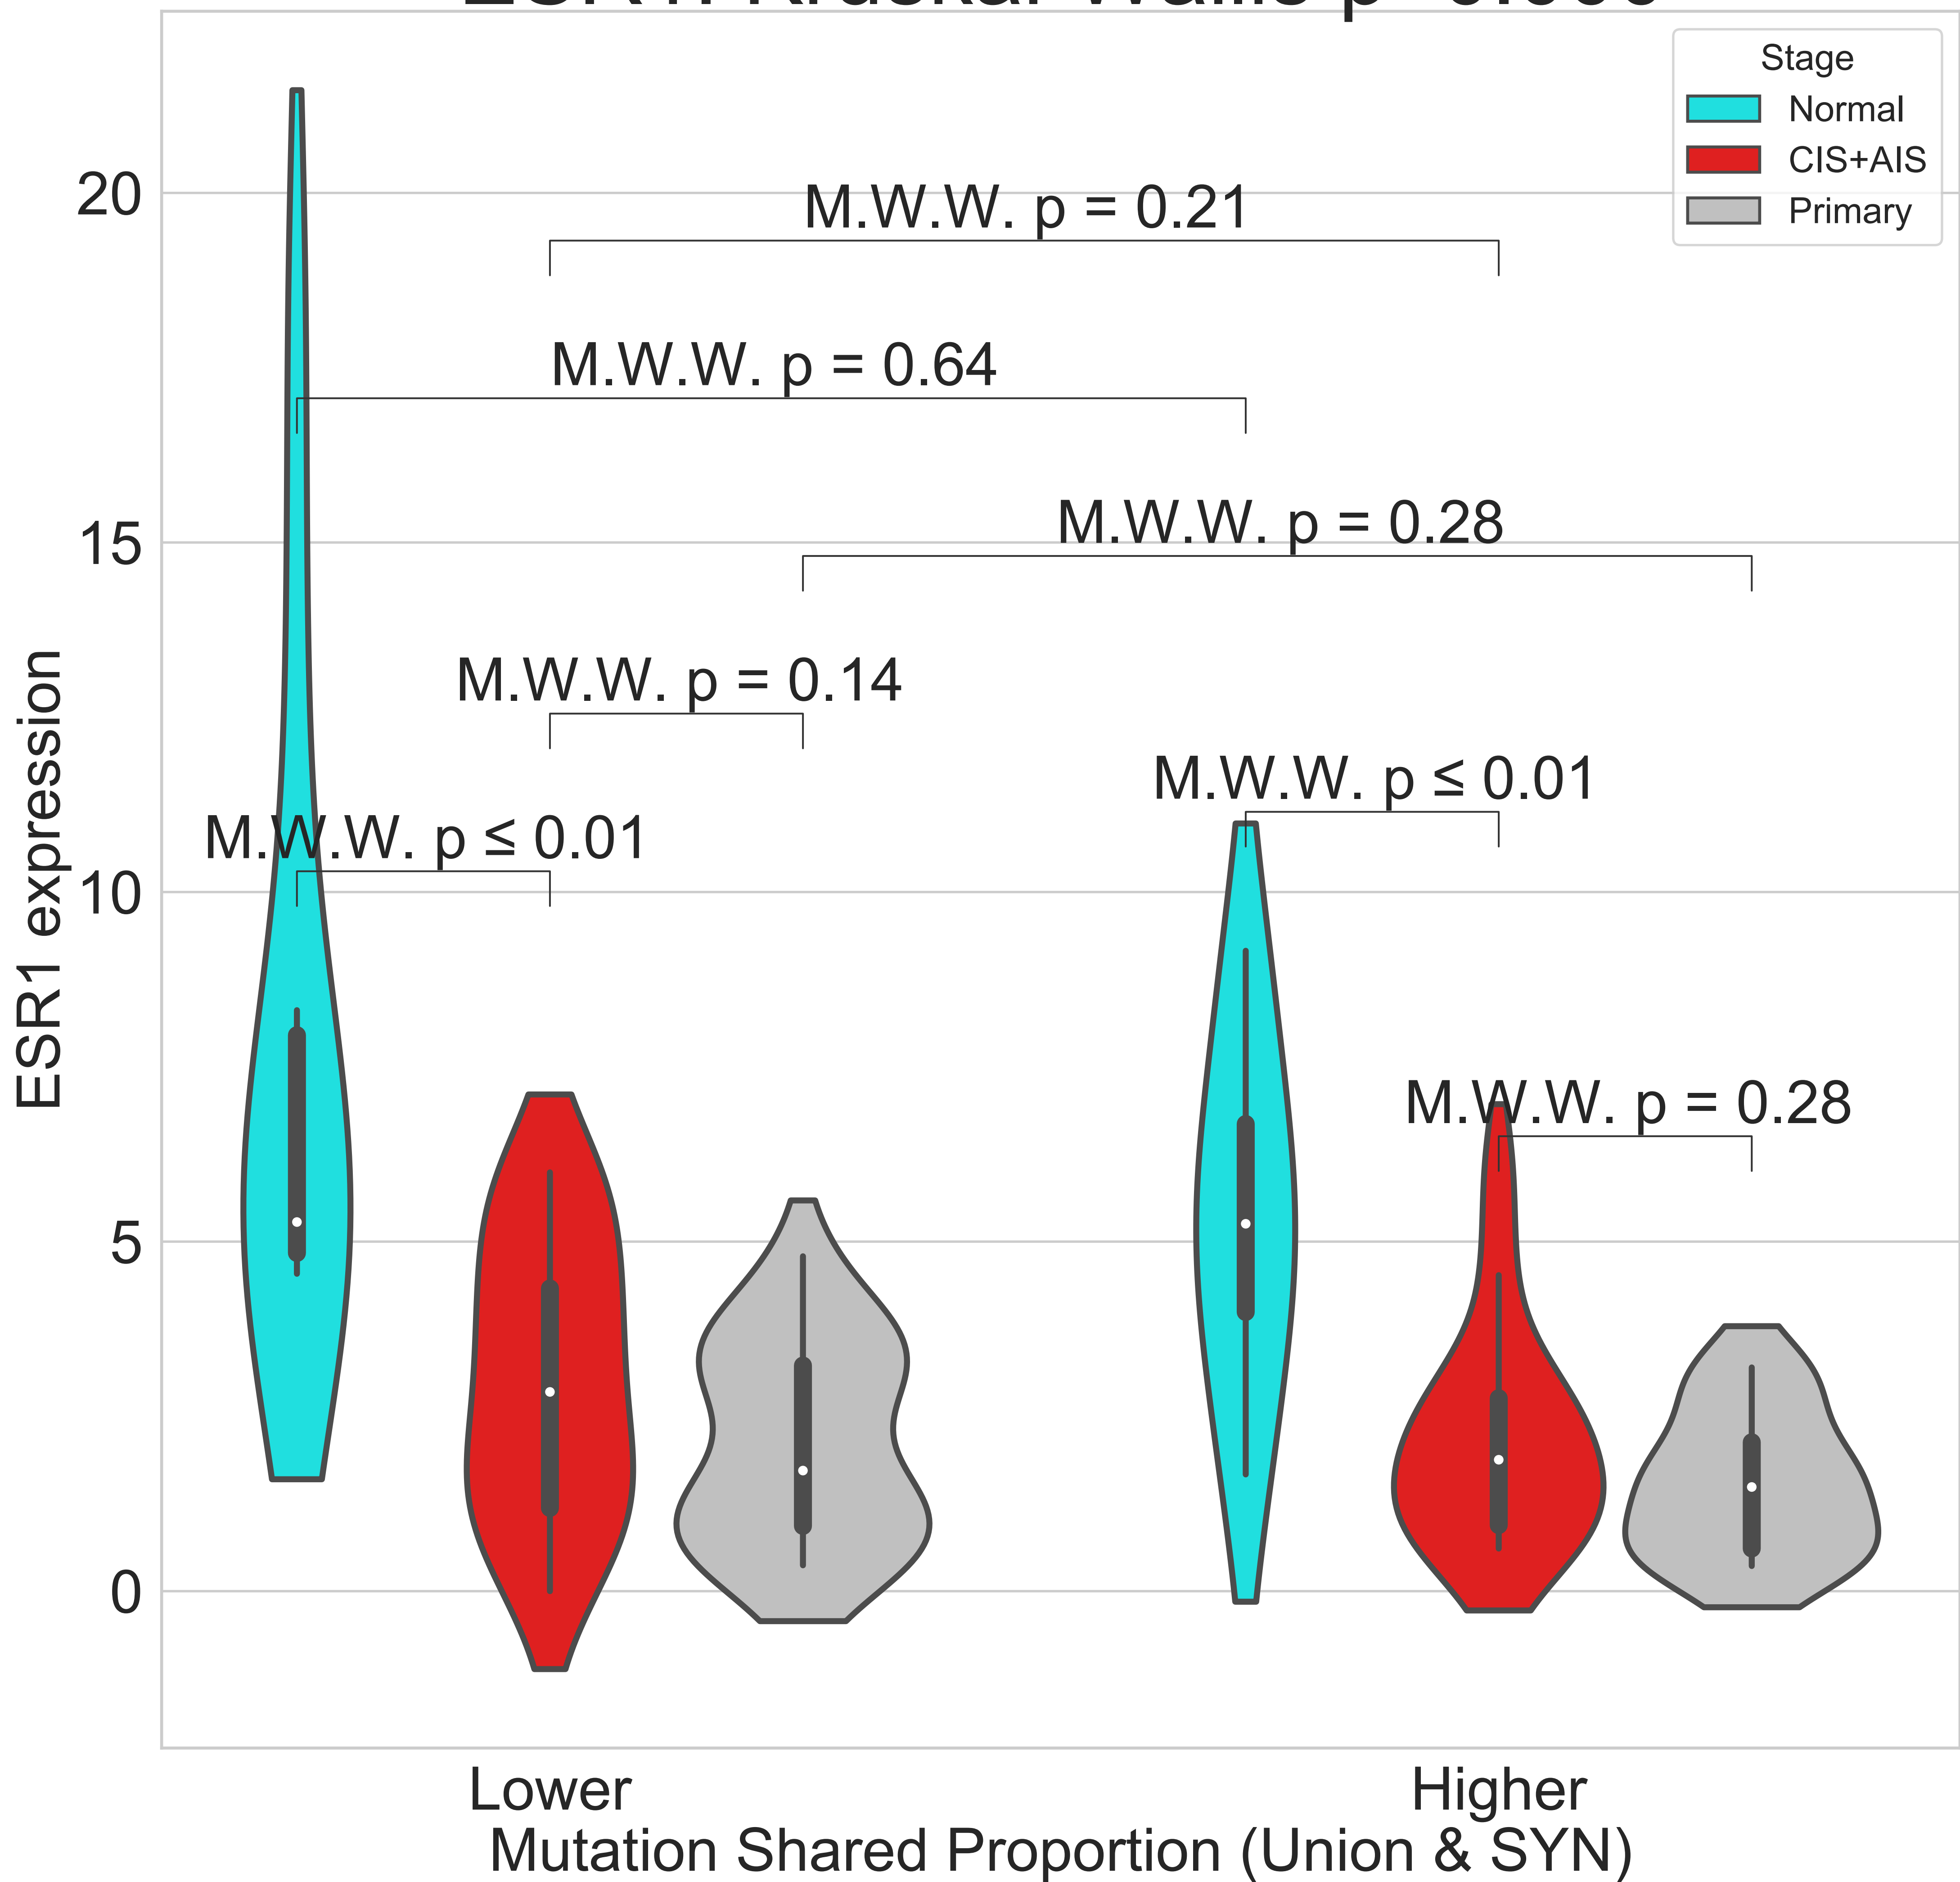 Stage
Normal
CIS+AIS
Primary
20
15
10
5
0
ESR1 expression
M.W.W. p = 0.21
M.W.W. p = 0.64
M.W.W. p = 0.28
M.W.W. p = 0.14
M.W.W. p ≤ 0.01
M.W.W. p ≤ 0.01
M.W.W. p = 0.28
Lower
Higher
Mutation Shared Proportion (Union & SYN)